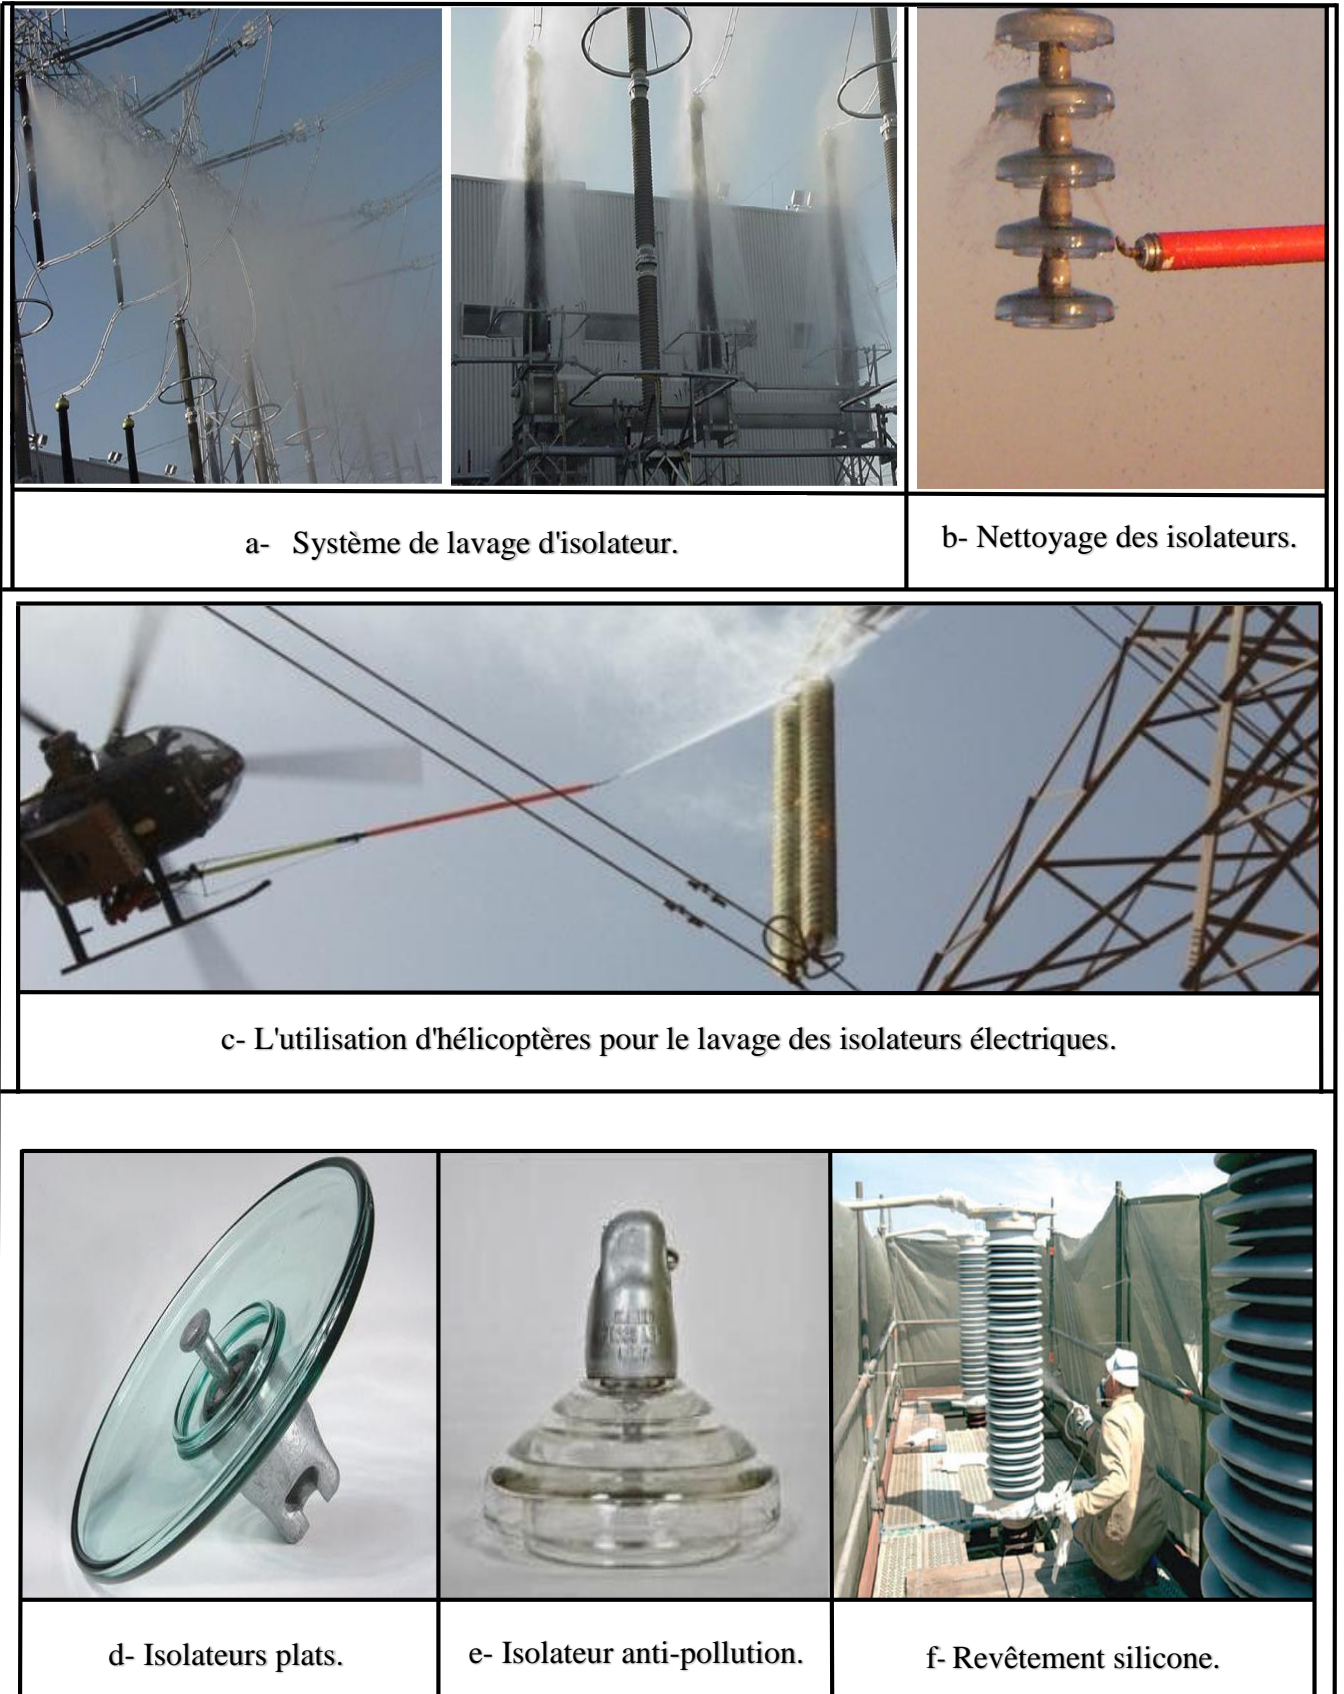 a- Système de lavage d'isolateur.
b- Nettoyage des isolateurs.
c- L'utilisation d'hélicoptères pour le lavage des isolateurs électriques.
d- Isolateurs plats.
e- Isolateur anti-pollution.
f- Revêtement silicone.